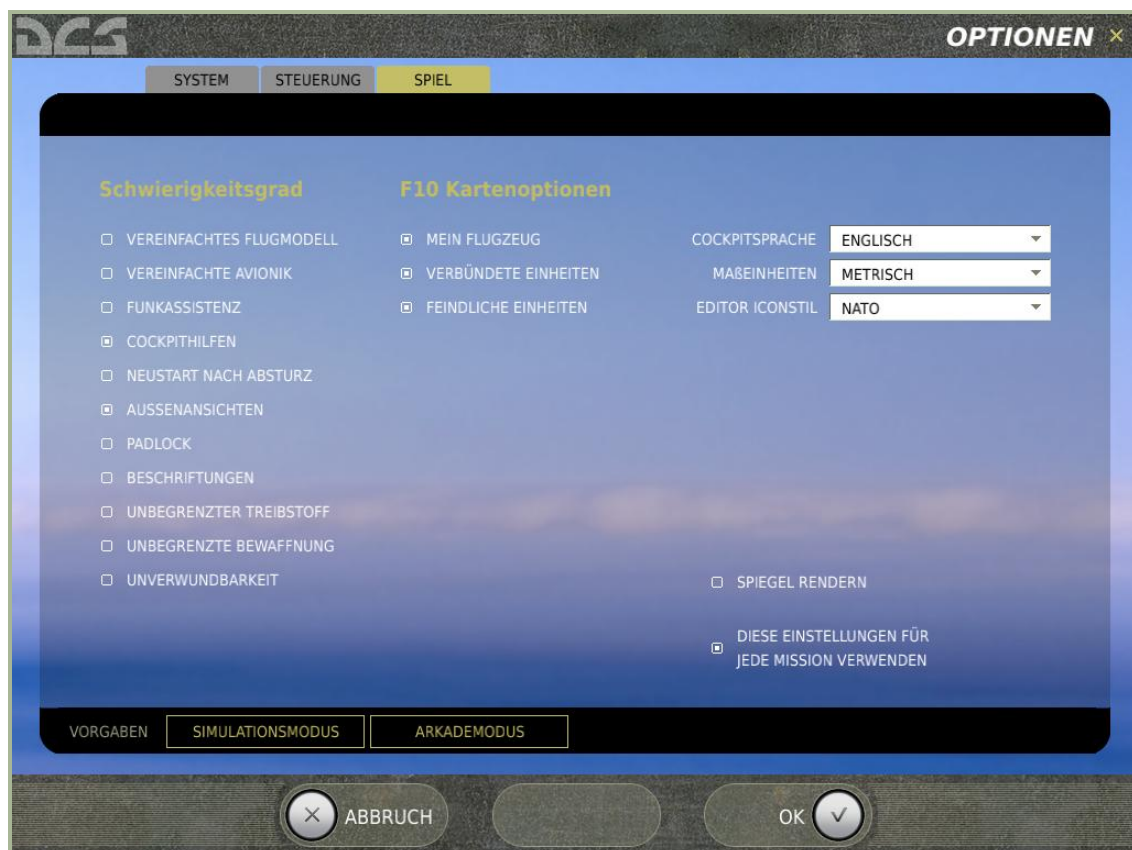 DCS
OPTIONEN
SYSTEM STEUERUNG SPIEL
Schwierigkeitsgrad
VEREINFACHTES FLUGMODELL
VEREINFACHTE AVIONIK
FUNKASSISTENZ
COCKPITHILFEN
NEUSTART NACH ABSTURZ
AUSSENANSICHTEN
PADLOCK
BESCHRIFTUNGEN
UNBEGRENZTER TREIBSTOFF
UNBEGRENZTE BEWAFFNUNG
UNVERWUNDBARKEIT
F10 Kartenoptionen
MEIN FLUGZEUG
VERBÜNDETE EINHEITEN
FEINDLICHE EINHEITEN
COCKPITSPRACHE ENGLISCH
MAßEINHEITEN METRISCH
EDITOR ICONSTIL NATO
SPIEGEL RENDERN
DIESE EINSTELLUNGEN FÜR
JEDE MISSION VERWENDEN
VORGABEN SIMULATIONSMODUS ARKADEMODUS
ABBRUCH OK